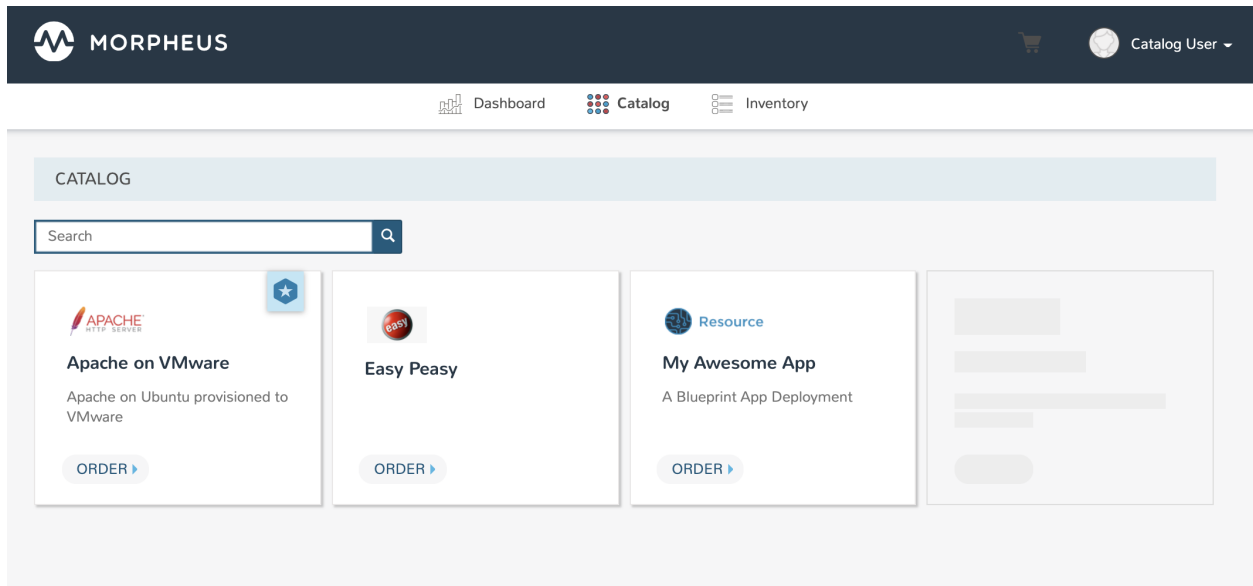 MORPHEUS
Catalog User
Dashboard Catalog Inventory
CATALOG
Search
APACHE
HTTP SERVER
Apache on VMware
Apache on Ubuntu provisioned to
VMware
ORDER
easy
Easy Peasy
ORDER
Resource
My Awesome App
A Blueprint App Deployment
ORDER